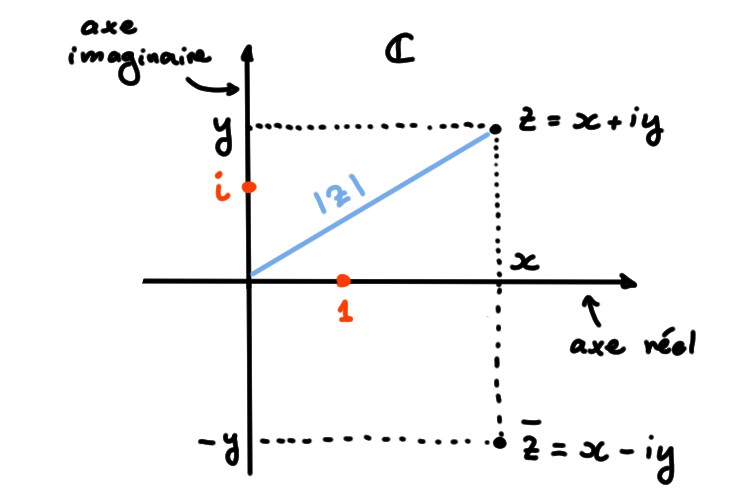 axe
imaginaire
ℂ
y
z = x + iy
i
|z|
x
1
axe réel
-y
z̅ = x - iy